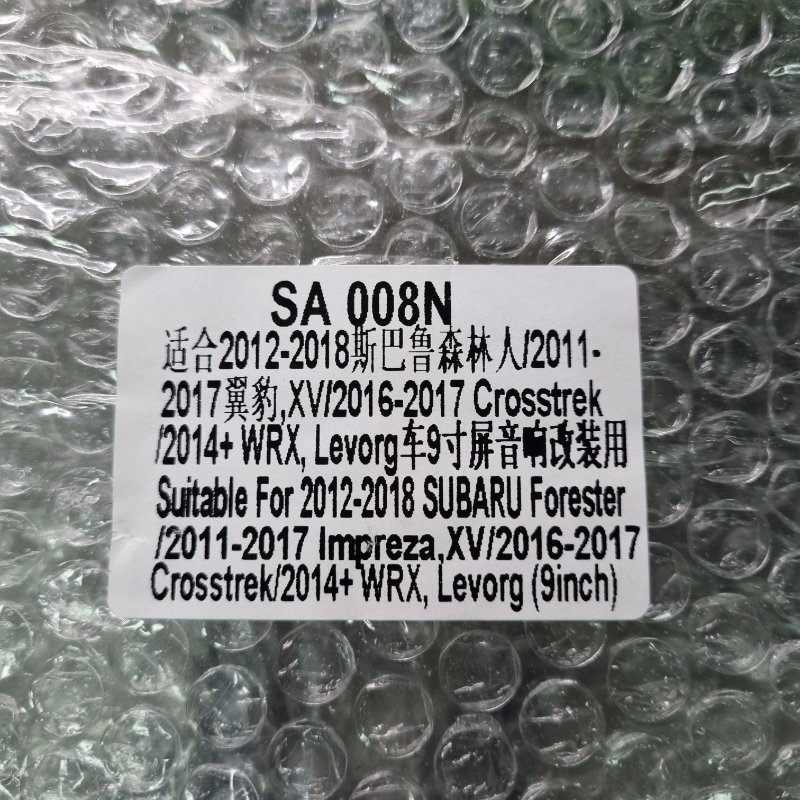 SA 008N
适合2012-2018斯巴鲁森林人/2011-
2017翼豹,XV/2016-2017 Crosstrek
/2014+ WRX, Levorg车9寸屏音响改装用
Suitable For 2012-2018 SUBARU Forester
/2011-2017 Impreza,XV/2016-2017
Crosstrek/2014+ WRX, Levorg (9inch)